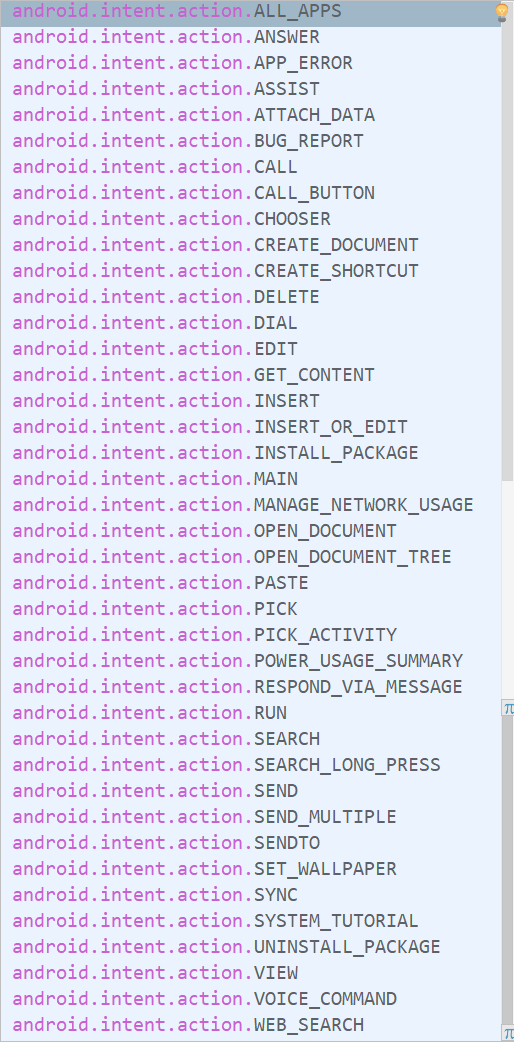 android.intent.action.ALL_APPS
android.intent.action.ANSWER
android.intent.action.APP_ERROR
android.intent.action.ASSIST
android.intent.action.ATTACH_DATA
android.intent.action.BUG_REPORT
android.intent.action.CALL
android.intent.action.CALL_BUTTON
android.intent.action.CHOOSER
android.intent.action.CREATE_DOCUMENT
android.intent.action.CREATE_SHORTCUT
android.intent.action.DELETE
android.intent.action.DIAL
android.intent.action.EDIT
android.intent.action.GET_CONTENT
android.intent.action.INSERT
android.intent.action.INSERT_OR_EDIT
android.intent.action.INSTALL_PACKAGE
android.intent.action.MAIN
android.intent.action.MANAGE_NETWORK_USAGE
android.intent.action.OPEN_DOCUMENT
android.intent.action.OPEN_DOCUMENT_TREE
android.intent.action.PASTE
android.intent.action.PICK
android.intent.action.PICK_ACTIVITY
android.intent.action.POWER_USAGE_SUMMARY
android.intent.action.RESPOND_VIA_MESSAGE
android.intent.action.RUN
android.intent.action.SEARCH
android.intent.action.SEARCH_LONG_PRESS
android.intent.action.SEND
android.intent.action.SEND_MULTIPLE
android.intent.action.SENDTO
android.intent.action.SET_WALLPAPER
android.intent.action.SYNC
android.intent.action.SYSTEM_TUTORIAL
android.intent.action.UNINSTALL_PACKAGE
android.intent.action.VIEW
android.intent.action.VOICE_COMMAND
android.intent.action.WEB_SEARCH
π
π